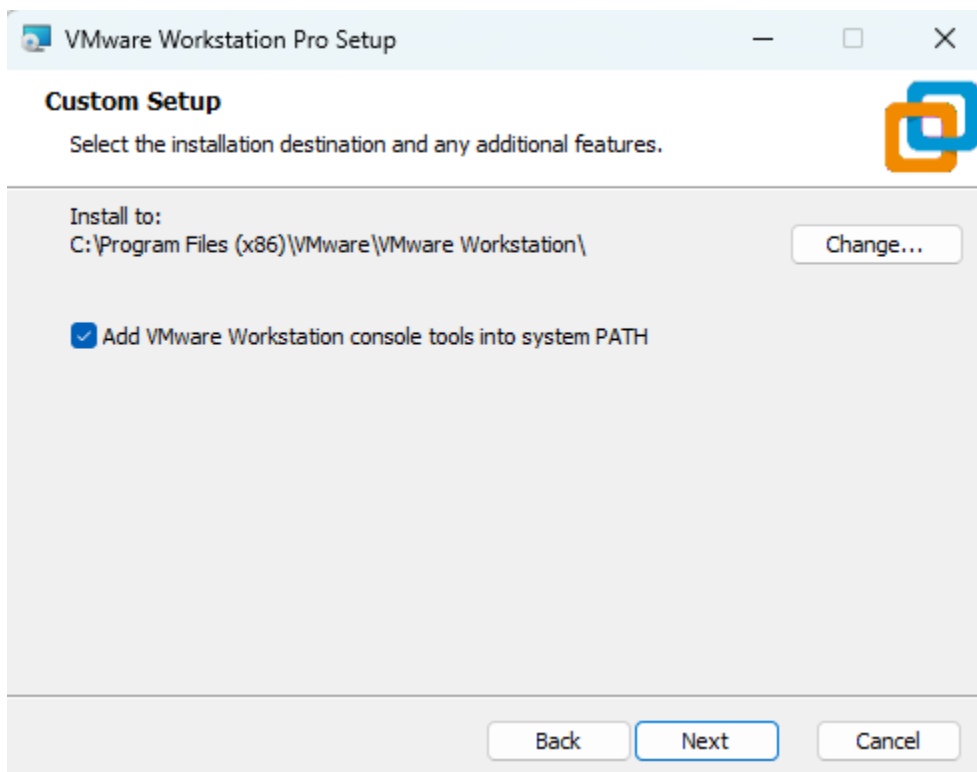 VMware Workstation Pro Setup
Custom Setup
Select the installation destination and any additional features.
Install to:
C:\Program Files (x86)\VMware\VMware Workstation\
Change...
Add VMware Workstation console tools into system PATH
Back Next Cancel